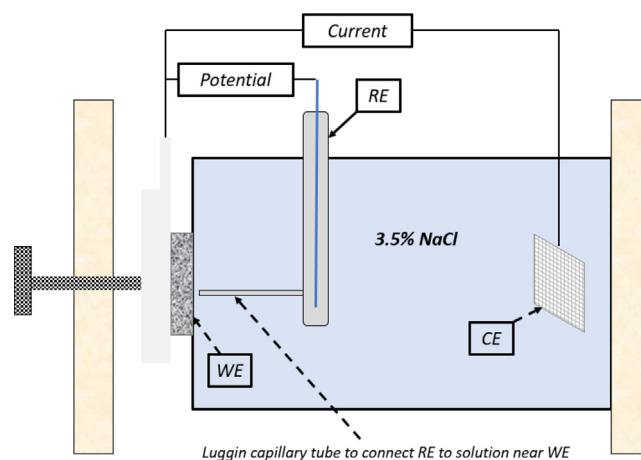 Current
Potential
RE
3.5% NaCl
CE
WE
Luggin capillary tube to connect RE to solution near WE